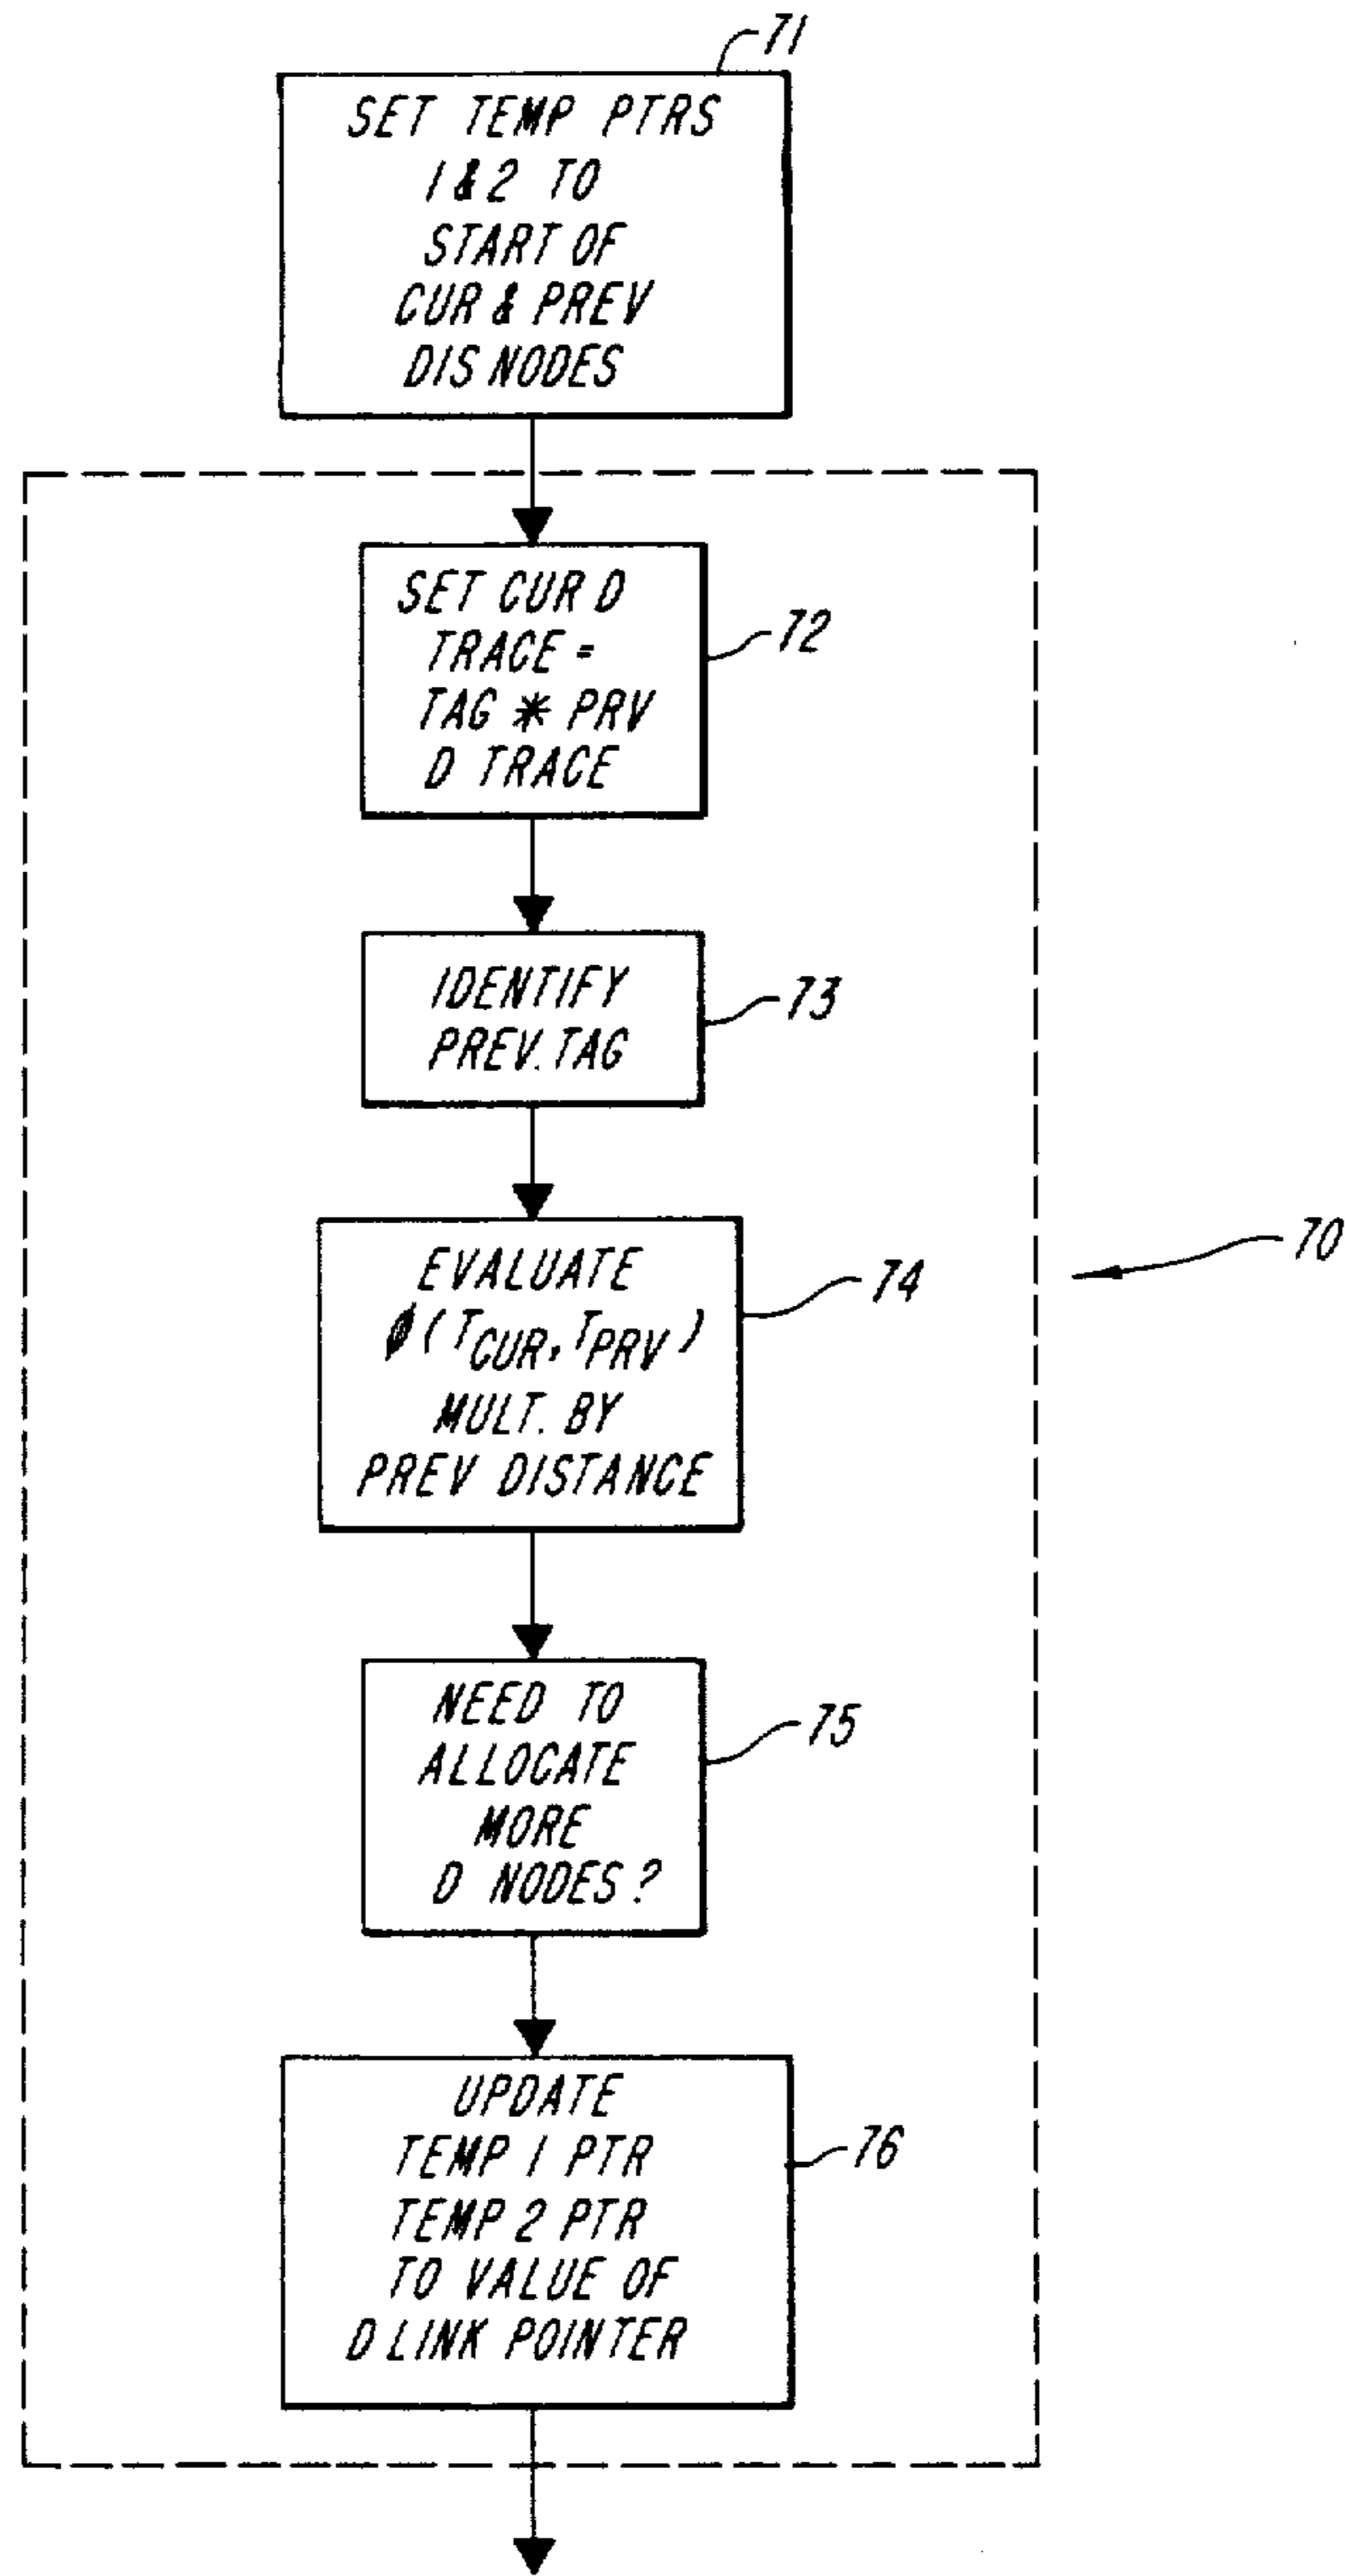 71
SET TEMP PTRS
1 & 2 TO
START OF
CUR & PREV
DIS NODES
SET CUR D
TRACE =
TAG * PRV
D TRACE
72
IDENTIFY
PREV. TAG
73
EVALUATE
ϕ(T_CUR, T_PRV)
MULT. BY
PREV DISTANCE
74
70
NEED TO
ALLOCATE
MORE
D NODES?
75
UPDATE
TEMP 1 PTR
TEMP 2 PTR
TO VALUE OF
D LINK POINTER
76